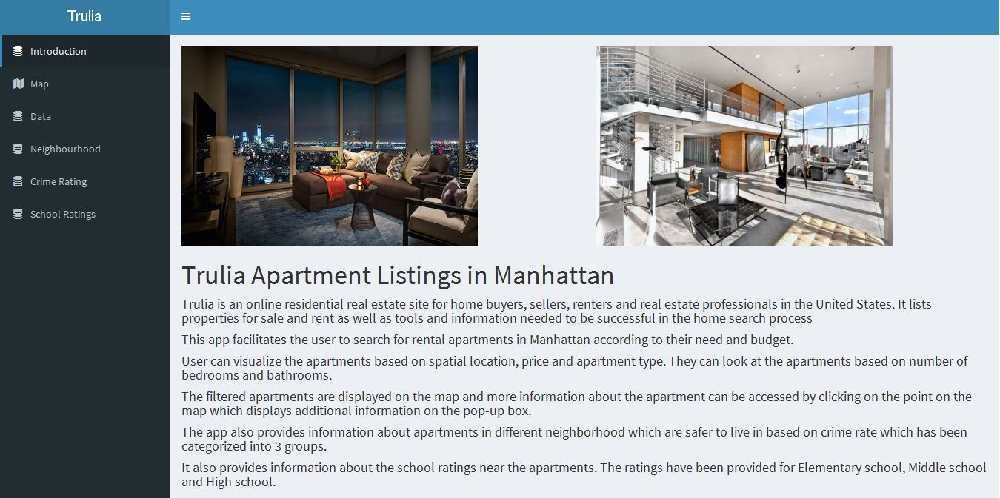 Trulia
Introduction
Map
Data
Neighbourhood
Crime Rating
School Ratings
Trulia Apartment Listings in Manhattan
Trulia is an online residential real estate site for home buyers, sellers, renters and real estate professionals in the United States. It lists
properties for sale and rent as well as tools and information needed to be successful in the home search process
This app facilitates the user to search for rental apartments in Manhattan according to their need and budget.
User can visualize the apartments based on spatial location, price and apartment type. They can look at the apartments based on number of
bedrooms and bathrooms.
The filtered apartments are displayed on the map and more information about the apartment can be accessed by clicking on the point on the
map which displays additional information on the pop-up box.
The app also provides information about apartments in different neighborhood which are safer to live in based on crime rate which has been
categorized into 3 groups.
It also provides information about the school ratings near the apartments. The ratings have been provided for Elementary school, Middle school
and High school.